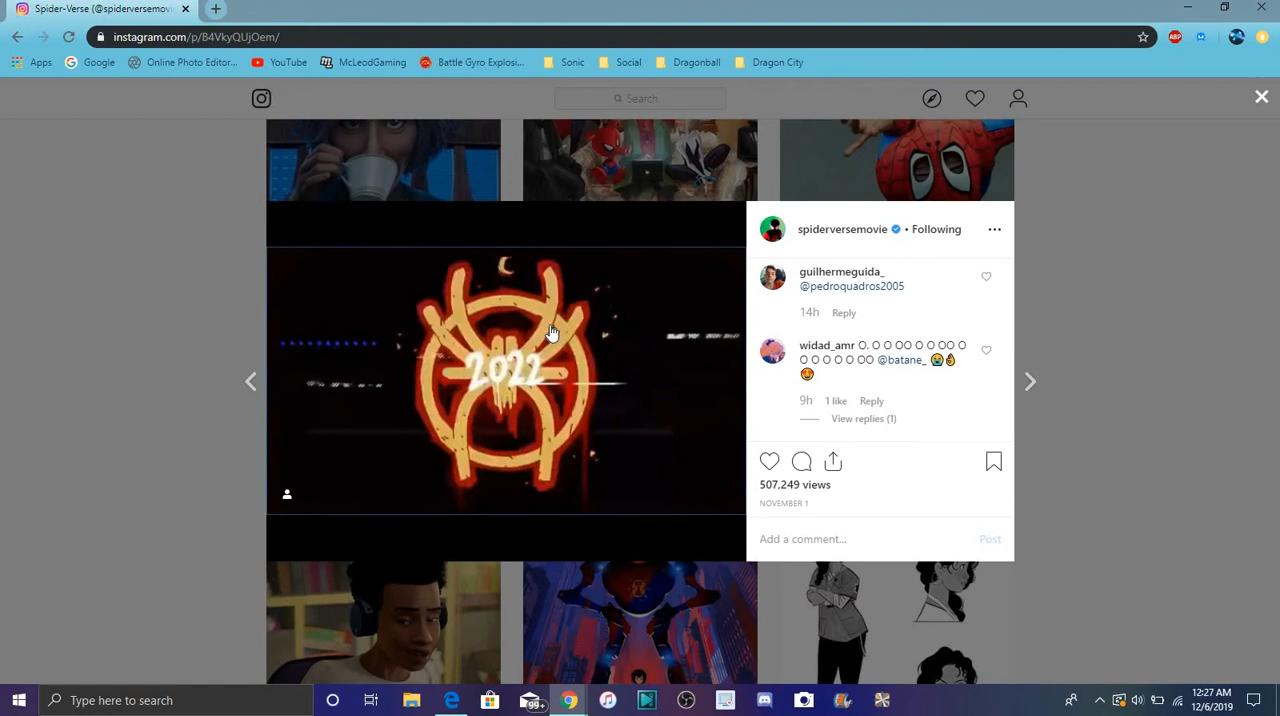 Spider-Verse (@spiderversemovi
instagram.com/p/B4VkyQUjOem/
ABP
Apps
Google
Online Photo Editor...
YouTube
McLeodGaming
Battle Gyro Explosi...
Sonic
Social
Dragonball
Dragon City
Search
spiderversemovie • Following
guilhermeguida_
@pedroquadros2005
14h Reply
widad_amr O. O O OO O O OO O
O O O O O O OO @batane_ 😭👌
😍
9h 1 like Reply
View replies (1)
2022
507,249 views
NOVEMBER 1
Add a comment... Post
Type here to search
99+
12:27 AM
12/6/2019